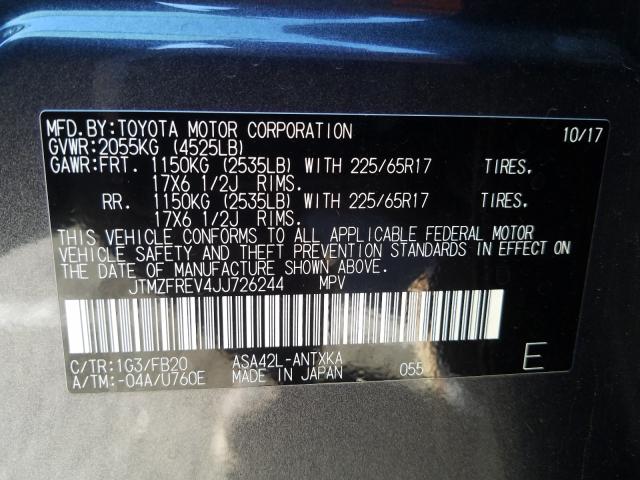 MFD.BY:TOYOTA MOTOR CORPORATION 10/17
GVWR:2055KG (4525LB)
GAWR:FRT. 1150KG (2535LB) WITH 225/65R17 TIRES.
17X6 1/2J RIMS.
RR. 1150KG (2535LB) WITH 225/65R17 TIRES.
17X6 1/2J RIMS.
THIS VEHICLE CONFORMS TO ALL APPLICABLE FEDERAL MOTOR
VEHICLE SAFETY AND THEFT PREVENTION STANDARDS IN EFFECT ON
THE DATE OF MANUFACTURE SHOWN ABOVE.
JTMZFREV4JJ726244 MPV
C/TR:1G3/FB20 ASA42L-ANTXKA
A/TM:-04A/U760E MADE IN JAPAN 055 E